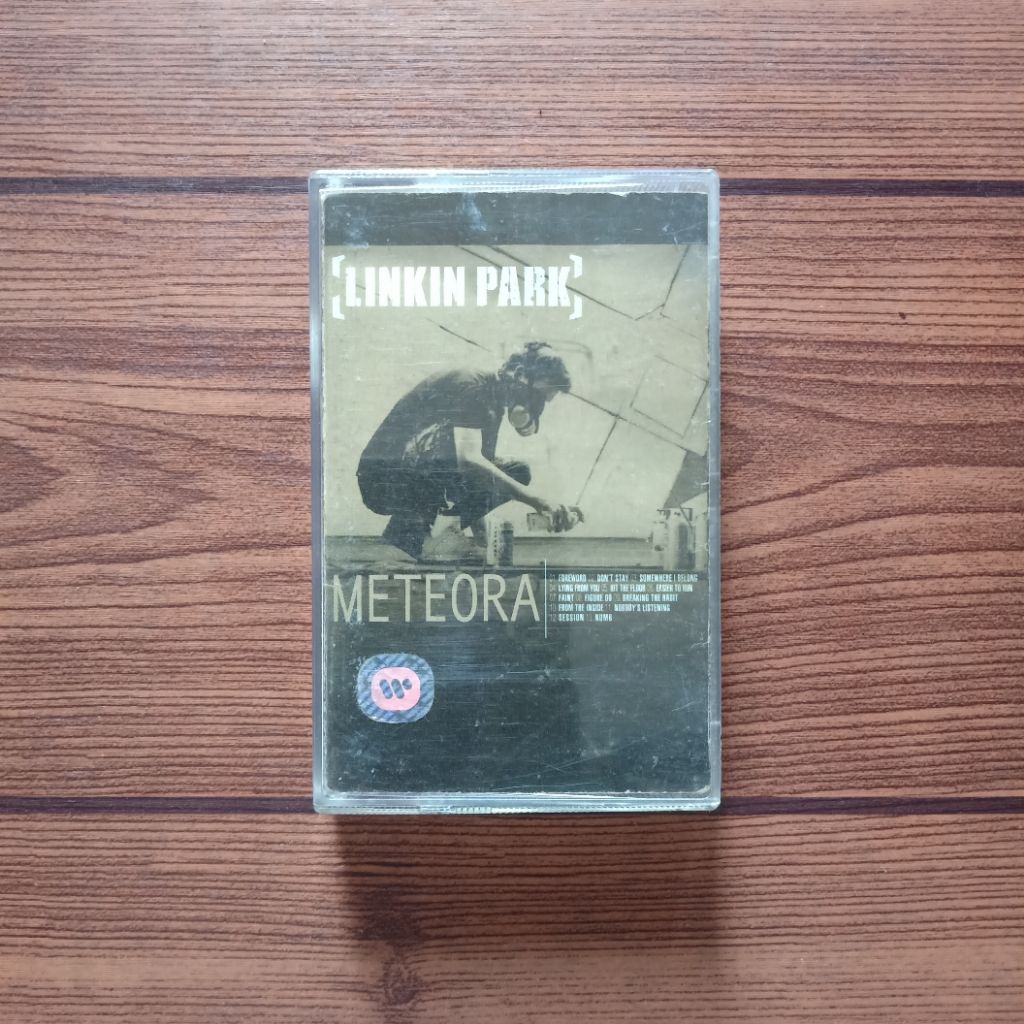 [LINKIN PARK]
METEORA
01 FOREWORD 02 DON'T STAY 03 SOMEWHERE I BELONG
04 LYING FROM YOU 05 HIT THE FLOOR 06 EASIER TO RUN
07 FAINT 08 FIGURE.09 09 BREAKING THE HABIT
10 FROM THE INSIDE 11 NOBODY'S LISTENING
12 SESSION 13 NUMB